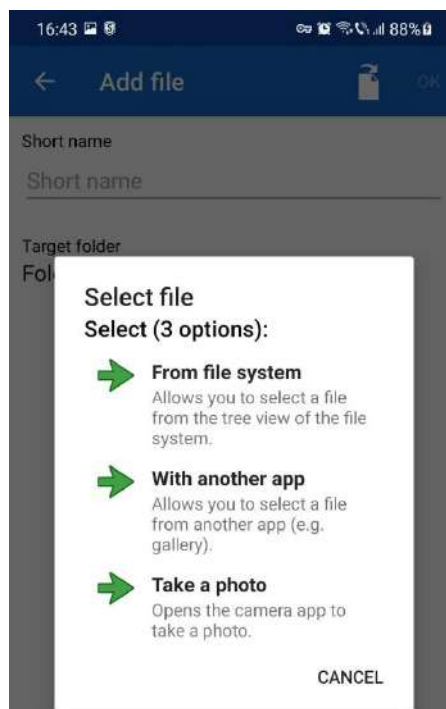 16:43 88%
Add file OK
Short name
Short name
Target folder
Fol
Select file
Select (3 options):
From file system
Allows you to select a file
from the tree view of the file
system.
With another app
Allows you to select a file
from another app (e.g.
gallery).
Take a photo
Opens the camera app to
take a photo.
CANCEL